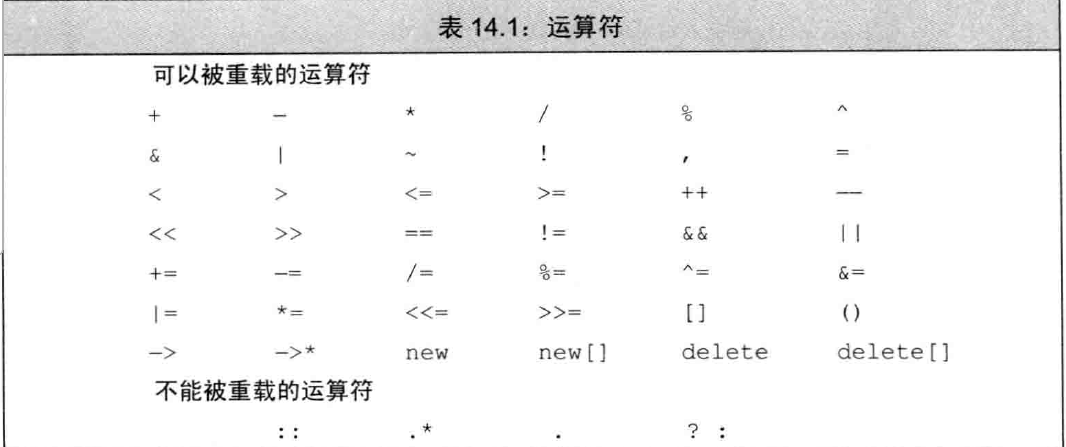 表 14.1：运算符
可以被重载的运算符
+ — * / % ^
& | ~ ! , =
< > <= >= ++ ——
<< >> == != && ||
+= —= /= %= ^= &=
|= *= <<= >>= [] ()
—> —>* new new[] delete delete[]
不能被重载的运算符
:: .* . ? :